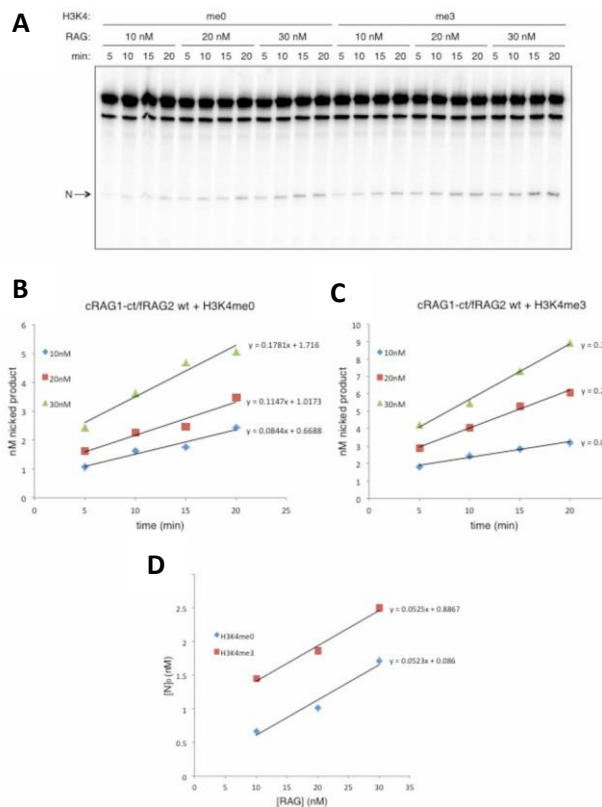 A
H3K4: me0 me3
RAG: 10 nM 20 nM 30 nM 10 nM 20 nM 30 nM
min: 5 10 15 20 5 10 15 20 5 10 15 20 5 10 15 20 5 10 15 20 5 10 15 20
N→
B
cRAG1-ct/fRAG2 wt + H3K4me0
nM nicked product
6
5
4
3
2
1
0
0 5 10 15 20 25
time (min)
10nM
20nM
30nM
y = 0.1781x + 1.716
y = 0.1147x + 1.0173
y = 0.0844x + 0.6688
C
cRAG1-ct/fRAG2 wt + H3K4me3
nM nicked product
10
9
8
7
6
5
4
3
2
1
0
0 5 10 15 20
time (min)
10nM
20nM
30nM
y = 0.3
y = 0.2
y = 0.0
D
[N]₀ (nM)
2.5
2
1.5
1
0.5
0
0 5 10 15 20 25 30 35
[RAG] (nM)
H3K4me0
H3K4me3
y = 0.0525x + 0.8867
y = 0.0523x + 0.086